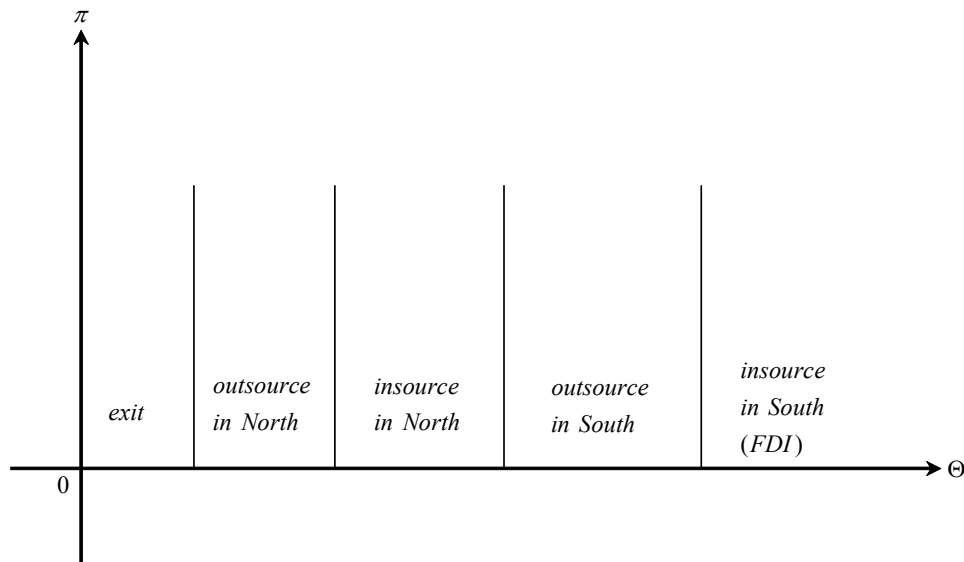 π
exit
outsource
in North
insource
in North
outsource
in South
insource
in South
(FDI)
0
Θ